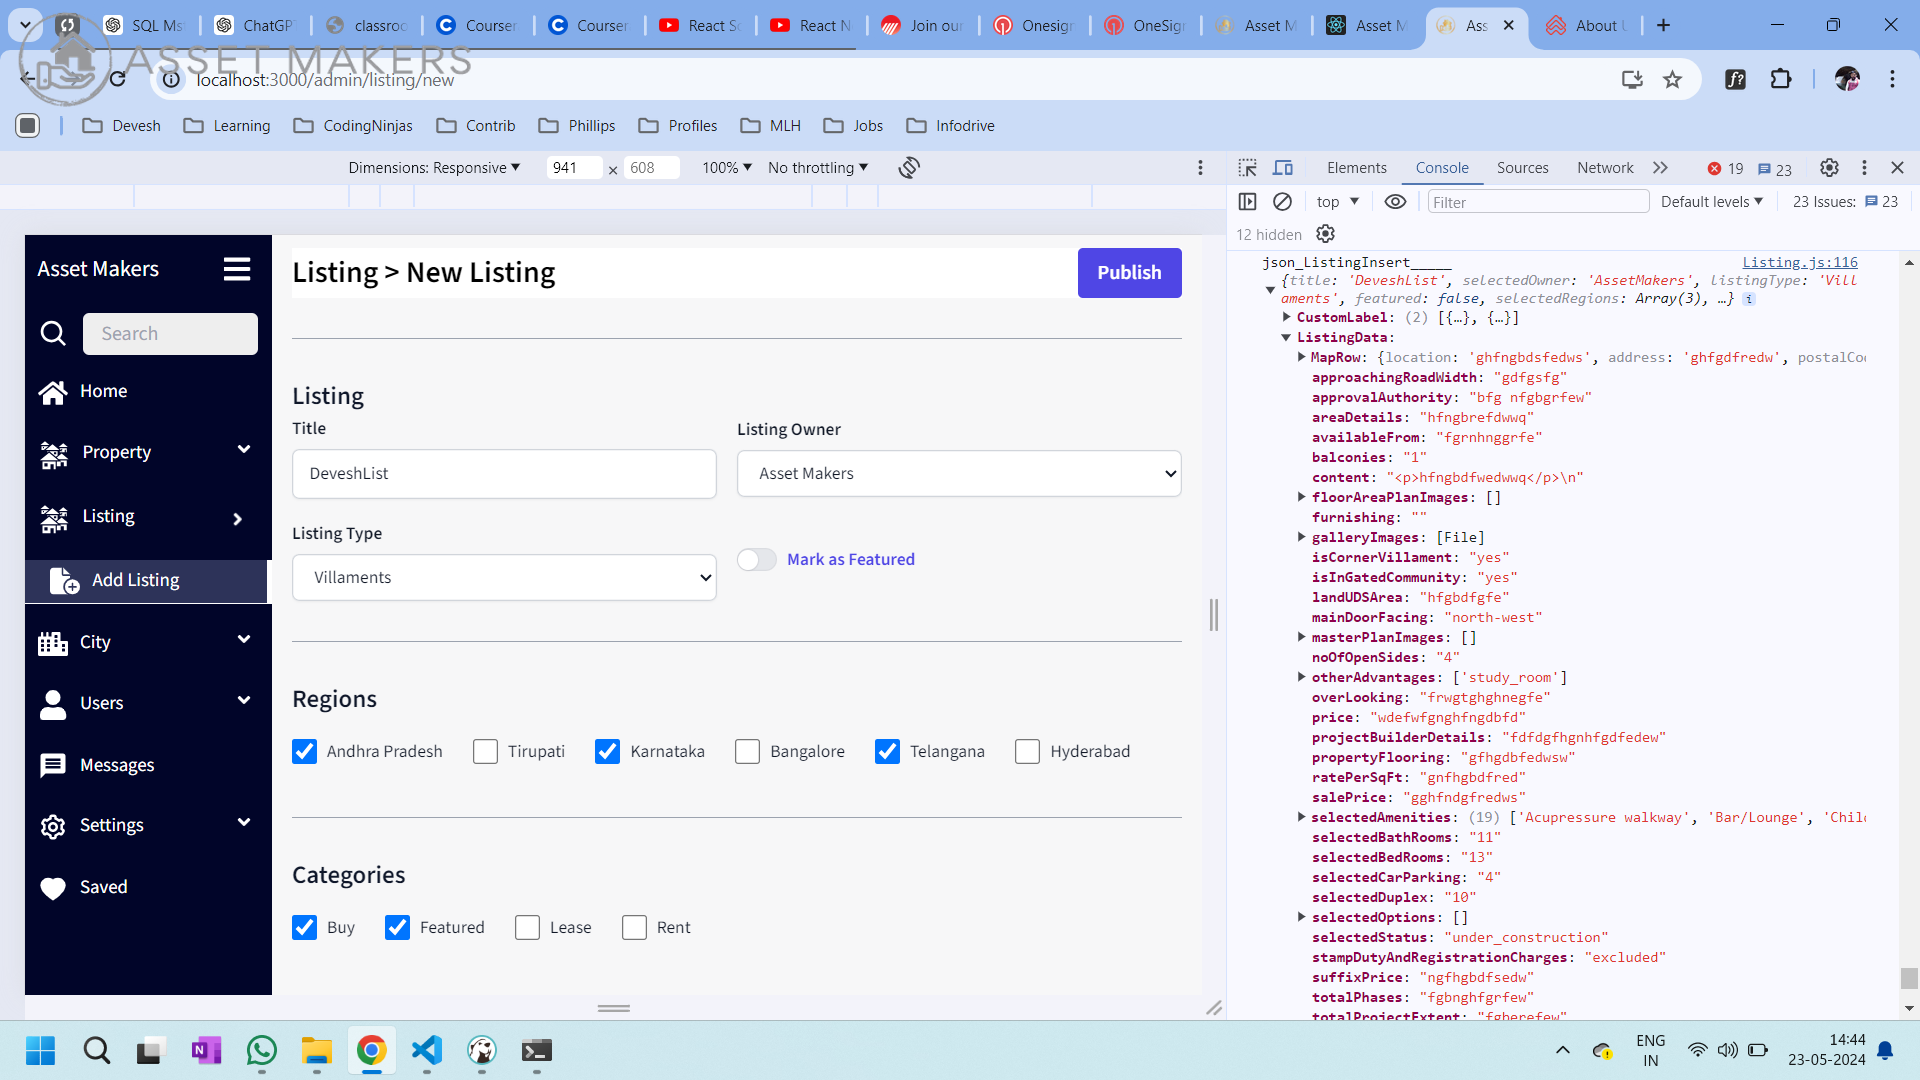 SQL Mst
ChatGP
classroo
Courser
Courser
React Sc
React N
Join our
Onesign
OneSign
Asset M
Asset M
Ass
About U
ASSET MAKERS
localhost:3000/admin/listing/new
Devesh
Learning
CodingNinjas
Contrib
Phillips
Profiles
MLH
Jobs
Infodrive
Dimensions: Responsive
941
×
608
100%
No throttling
Elements
Console
Sources
Network
19
23
top
Filter
Default levels
23 Issues:
23
12 hidden
Asset Makers
Search
Home
Property
Listing
Add Listing
City
Users
Messages
Settings
Saved
Listing > New Listing
Publish
Listing
Title
Listing Owner
DeveshList
Asset Makers
Listing Type
Villaments
Mark as Featured
Regions
Andhra Pradesh
Tirupati
Karnataka
Bangalore
Telangana
Hyderabad
Categories
Buy
Featured
Lease
Rent
json_ListingInsert_____
Listing.js:116
{title: 'DeveshList', selectedOwner: 'AssetMakers', listingType: 'Vill
aments', featured: false, selectedRegions: Array(3), …}
CustomLabel: (2) [{…}, {…}]
ListingData:
MapRow: {location: 'ghfngbdsfedws', address: 'ghfgdfredw', postalCo
approachingRoadWidth: "gdfgsfg"
approvalAuthority: "bfg nfgbgrfew"
areaDetails: "hfngbrefdwwq"
availableFrom: "fgrnhnggrfe"
balconies: "1"
content: "<p>hfngbdfwedwwq</p>\n"
floorAreaPlanImages: []
furnishing: ""
galleryImages: [File]
isCornerVillament: "yes"
isInGatedCommunity: "yes"
landUDSArea: "hfgbdfgfe"
mainDoorFacing: "north-west"
masterPlanImages: []
noOfOpenSides: "4"
otherAdvantages: ['study_room']
overLooking: "frwgtghghnegfe"
price: "wdefwfgnghfngdbfd"
projectBuilderDetails: "fdfdgfhgnhfgdfedew"
propertyFlooring: "gfhgdbfedwsw"
ratePerSqFt: "gnfhgbdfred"
salePrice: "gghfndgfredws"
selectedAmenities: (19) ['Acupressure walkway', 'Bar/Lounge', 'Chil
selectedBathRooms: "11"
selectedBedRooms: "13"
selectedCarParking: "4"
selectedDuplex: "10"
selectedOptions: []
selectedStatus: "under_construction"
stampDutyAndRegistrationCharges: "excluded"
suffixPrice: "ngfhgbdfsedw"
totalPhases: "fgbnghfgrfew"
totalProjectExtent: "fgberefew"
ENG
IN
14:44
23-05-2024